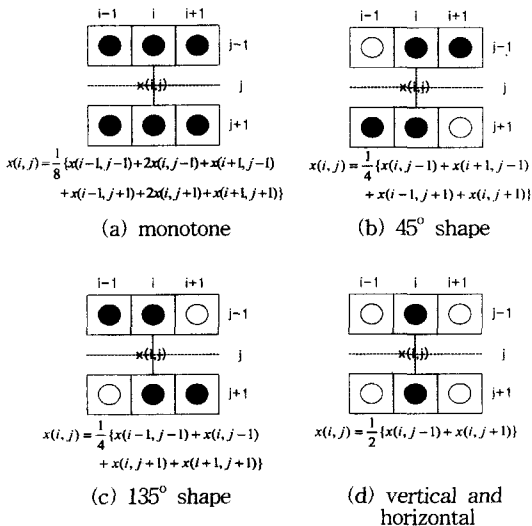 i-1 i i+1
j-1
x(i,j) j
j+1
x(i,j)=1/8{x(i-1,j-1)+2x(i,j-1)+x(i+1,j-1)
+x(i-1,j+1)+2x(i,j+1)+x(i+1,j+1)}
(a) monotone
i-1 i i+1
j-1
x(i,j) j
j+1
x(i,j)=1/4{x(i,j-1)+x(i+1,j-1)
+x(i-1,j+1)+x(i,j+1)}
(b) 45° shape
i-1 i i+1
j-1
x(i,j) j
j+1
x(i,j)=1/4{x(i-1,j-1)+x(i,j-1)
+x(i,j+1)+x(i+1,j+1)}
(c) 135° shape
i-1 i i+1
j-1
x(i,j) j
j+1
x(i,j)=1/2{x(i,j-1)+x(i,j+1)}
(d) vertical and
horizontal